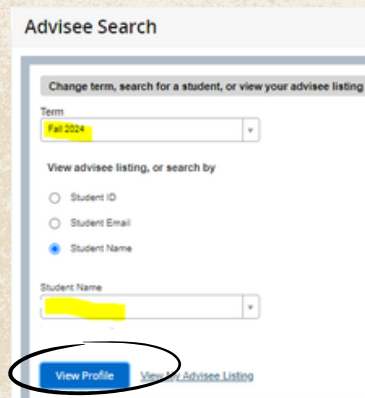 Advisee Search
Change term, search for a student, or view your advisee listing
Term
Fall 2024
View advisee listing, or search by
Student ID
Student Email
Student Name
Student Name
View Profile View My Advisee Listing